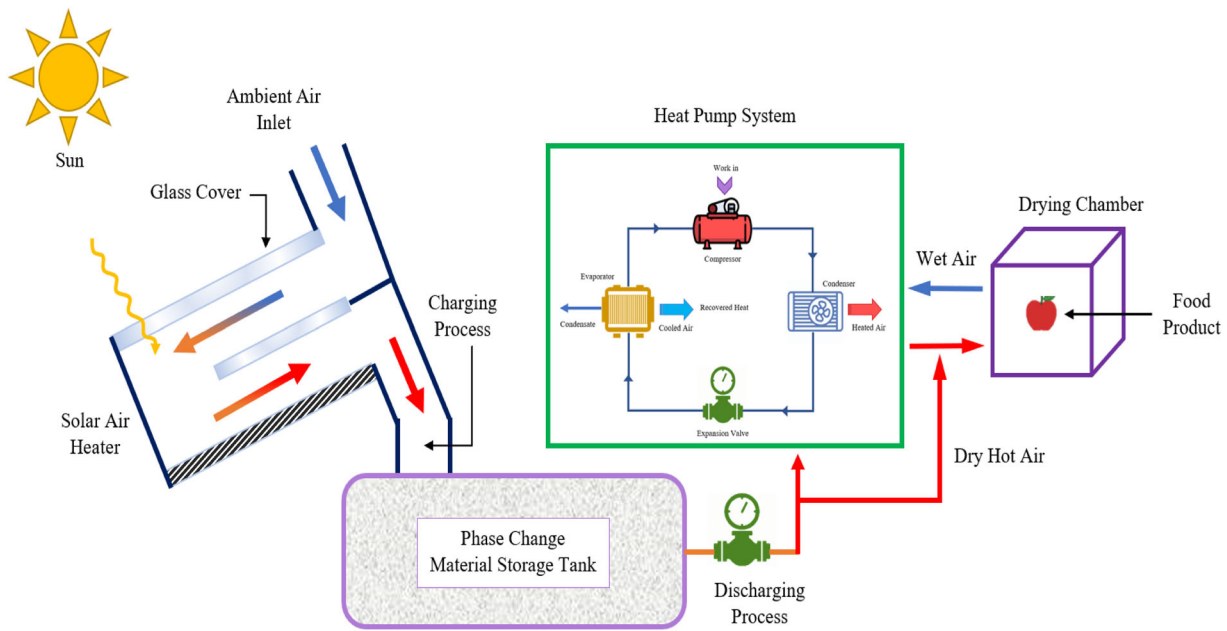 Sun
Ambient Air
Inlet
Glass Cover
Charging
Process
Solar Air
Heater
Heat Pump System
Work in
Compressor
Evaporator
Condensate
Recovered Heat
Cooled Air
Condenser
Heated Air
Expansion Valve
Drying Chamber
Wet Air
Food
Product
Dry Hot Air
Phase Change
Material Storage Tank
Discharging
Process